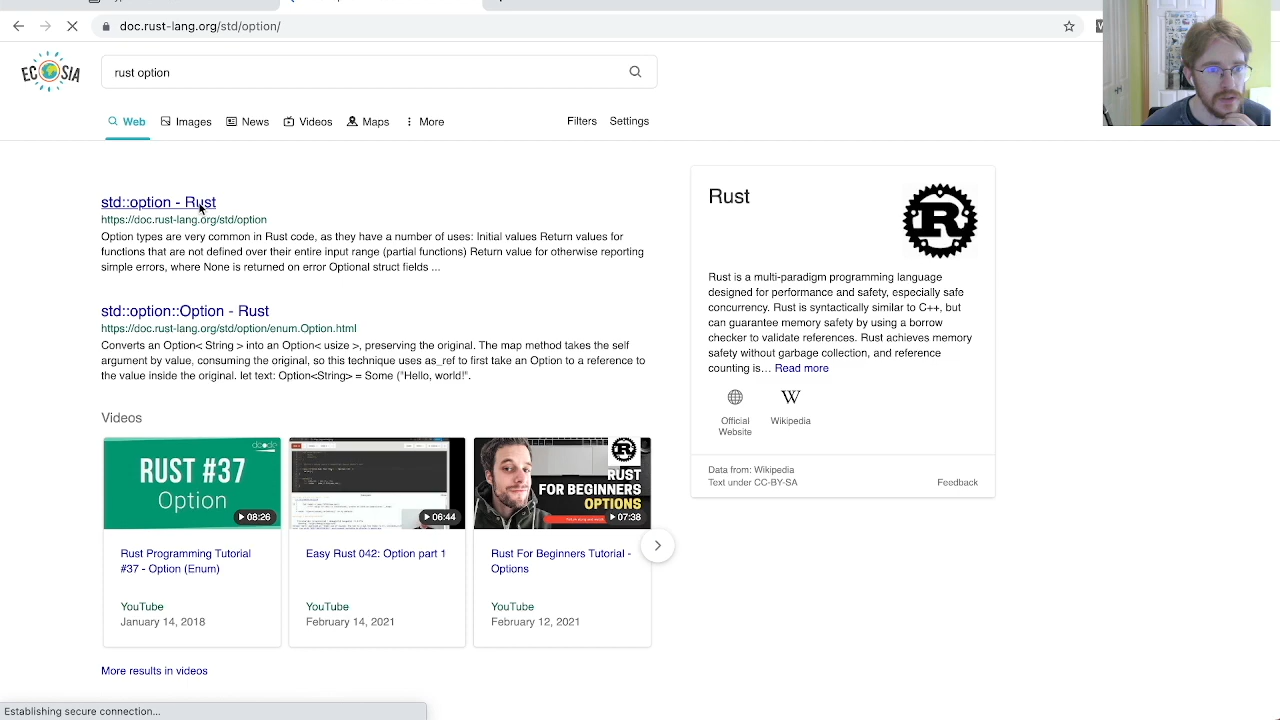 doc.rust-lang.org/std/option/
ECOSIA
rust option
Web Images News Videos Maps More Filters Settings
std::option - Rust
https://doc.rust-lang.org/std/option
Option types are very common in Rust code, as they have a number of uses: Initial values Return values for
functions that are not defined over their entire input range (partial functions) Return value for otherwise reporting
simple errors, where None is returned on error Optional struct fields ...
std::option::Option - Rust
https://doc.rust-lang.org/std/option/enum.Option.html
Converts an Option< String > into an Option< usize >, preserving the original. The map method takes the self
argument by value, consuming the original, so this technique uses as_ref to first take an Option to a reference to
the value inside the original. let text: Option<String> = Some ("Hello, world!".
Videos
dcode
RUST #37
Option
08:26
Rust Programming Tutorial
#37 - Option (Enum)
YouTube
January 14, 2018
06:44
Easy Rust 042: Option part 1
YouTube
February 14, 2021
R
RUST
FOR BEGINNERS
OPTIONS
07:38
Rust For Beginners Tutorial -
Options
YouTube
February 12, 2021
More results in videos
Rust
R
Rust is a multi-paradigm programming language
designed for performance and safety, especially safe
concurrency. Rust is syntactically similar to C++, but
can guarantee memory safety by using a borrow
checker to validate references. Rust achieves memory
safety without garbage collection, and reference
counting is… Read more
W
Official
Website
Wikipedia
Data from: Wikipedia
Text under CC-BY-SA
Feedback
Establishing secure connection...